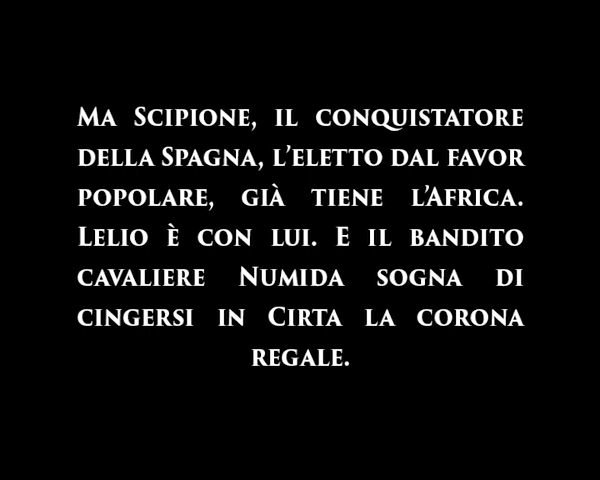 Ma Scipione, il conquistatore
della Spagna, l’eletto dal favor
popolare, già tiene l’Africa.
Lelio è con lui. E il bandito
cavaliere Numida sogna di
cingersi in Cirta la corona
regale.